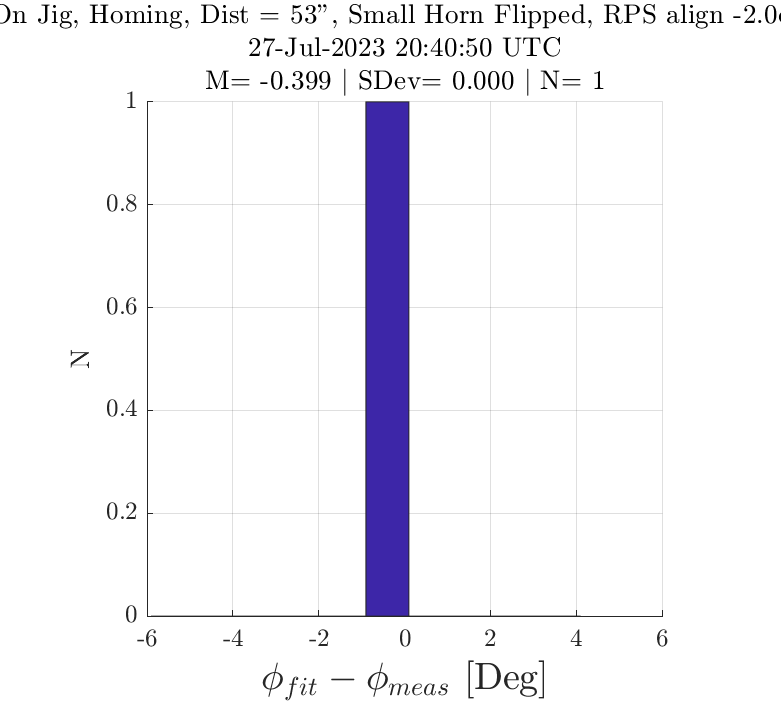 On Jig, Homing, Dist = 53”, Small Horn Flipped, RPS align -2.0
27-Jul-2023 20:40:50 UTC
M= -0.399 | SDev= 0.000 | N= 1
1
0.8
0.6
0.4
0.2
0
N
-6 -4 -2 0 2 4 6
ϕ_fit − ϕ_meas [Deg]